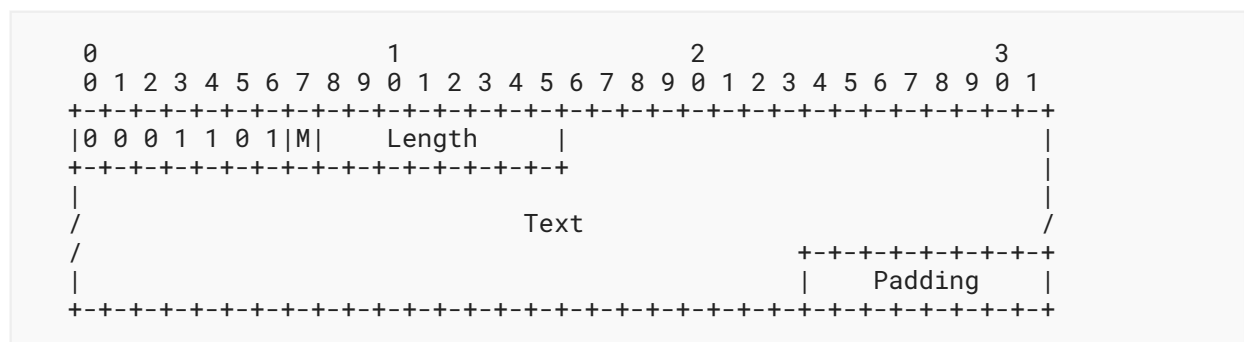 0                   1                   2                   3
 0 1 2 3 4 5 6 7 8 9 0 1 2 3 4 5 6 7 8 9 0 1 2 3 4 5 6 7 8 9 0 1
+-+-+-+-+-+-+-+-+-+-+-+-+-+-+-+-+-+-+-+-+-+-+-+-+-+-+-+-+-+-+-+-+
|0 0 0 1 1 0 1|M|    Length     |                               |
+-+-+-+-+-+-+-+-+-+-+-+-+-+-+-+-+                               |
|                                                               |
/                             Text                              /
/                                               +-+-+-+-+-+-+-+-+
|                                               |    Padding    |
+-+-+-+-+-+-+-+-+-+-+-+-+-+-+-+-+-+-+-+-+-+-+-+-+-+-+-+-+-+-+-+-+